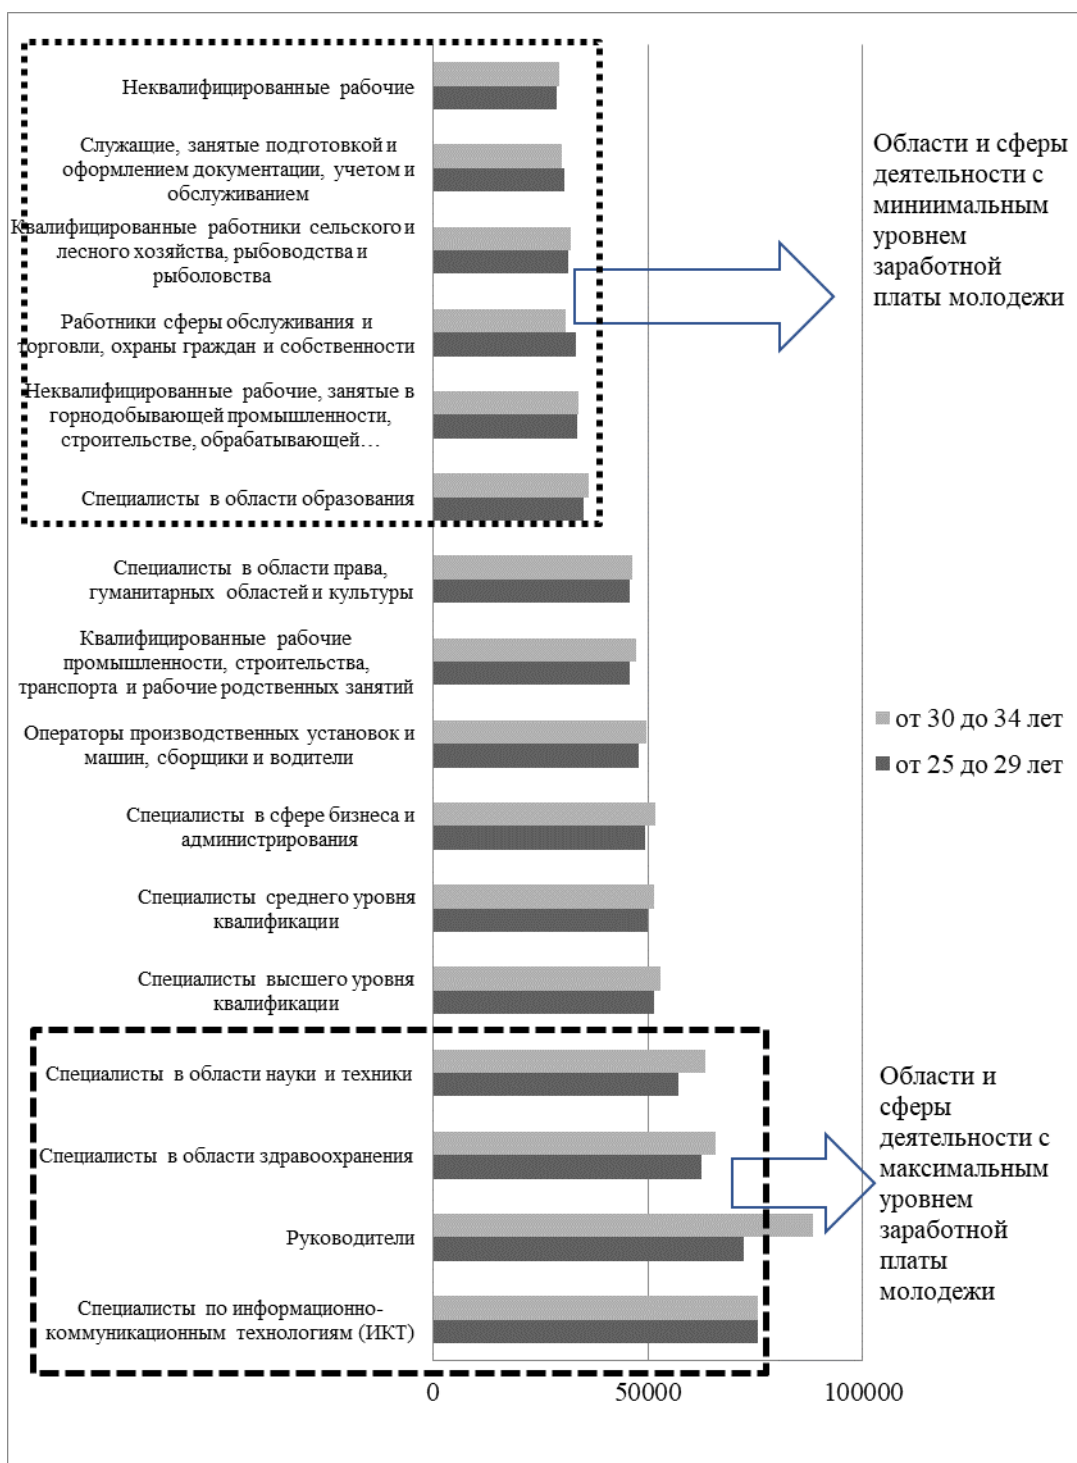 Неквалифицированные рабочие
Служащие, занятые подготовкой и
оформлением документации, учетом и
обслуживанием
Квалифицированные работники сельского и
лесного хозяйства, рыбоводства и
рыболовства
Работники сферы обслуживания и
торговли, охраны граждан и собственности
Неквалифицированные рабочие, занятые в
горнодобывающей промышленности,
строительстве, обрабатывающей…
Специалисты в области образования
Специалисты в области права,
гуманитарных областей и культуры
Квалифицированные рабочие
промышленности, строительства,
транспорта и рабочие родственных занятий
Операторы производственных установок и
машин, сборщики и водители
Специалисты в сфере бизнеса и
администрирования
Специалисты среднего уровня
квалификации
Специалисты высшего уровня
квалификации
Специалисты в области науки и техники
Специалисты в области здравоохранения
Руководители
Специалисты по информационно-
коммуникационным технологиям (ИКТ)
0
50000
100000
Области и сферы
деятельности с
миниимальным
уровнем
заработной
платы молодежи
от 30 до 34 лет
от 25 до 29 лет
Области и
сферы
деятельности с
максимальным
уровнем
заработной
платы
молодежи